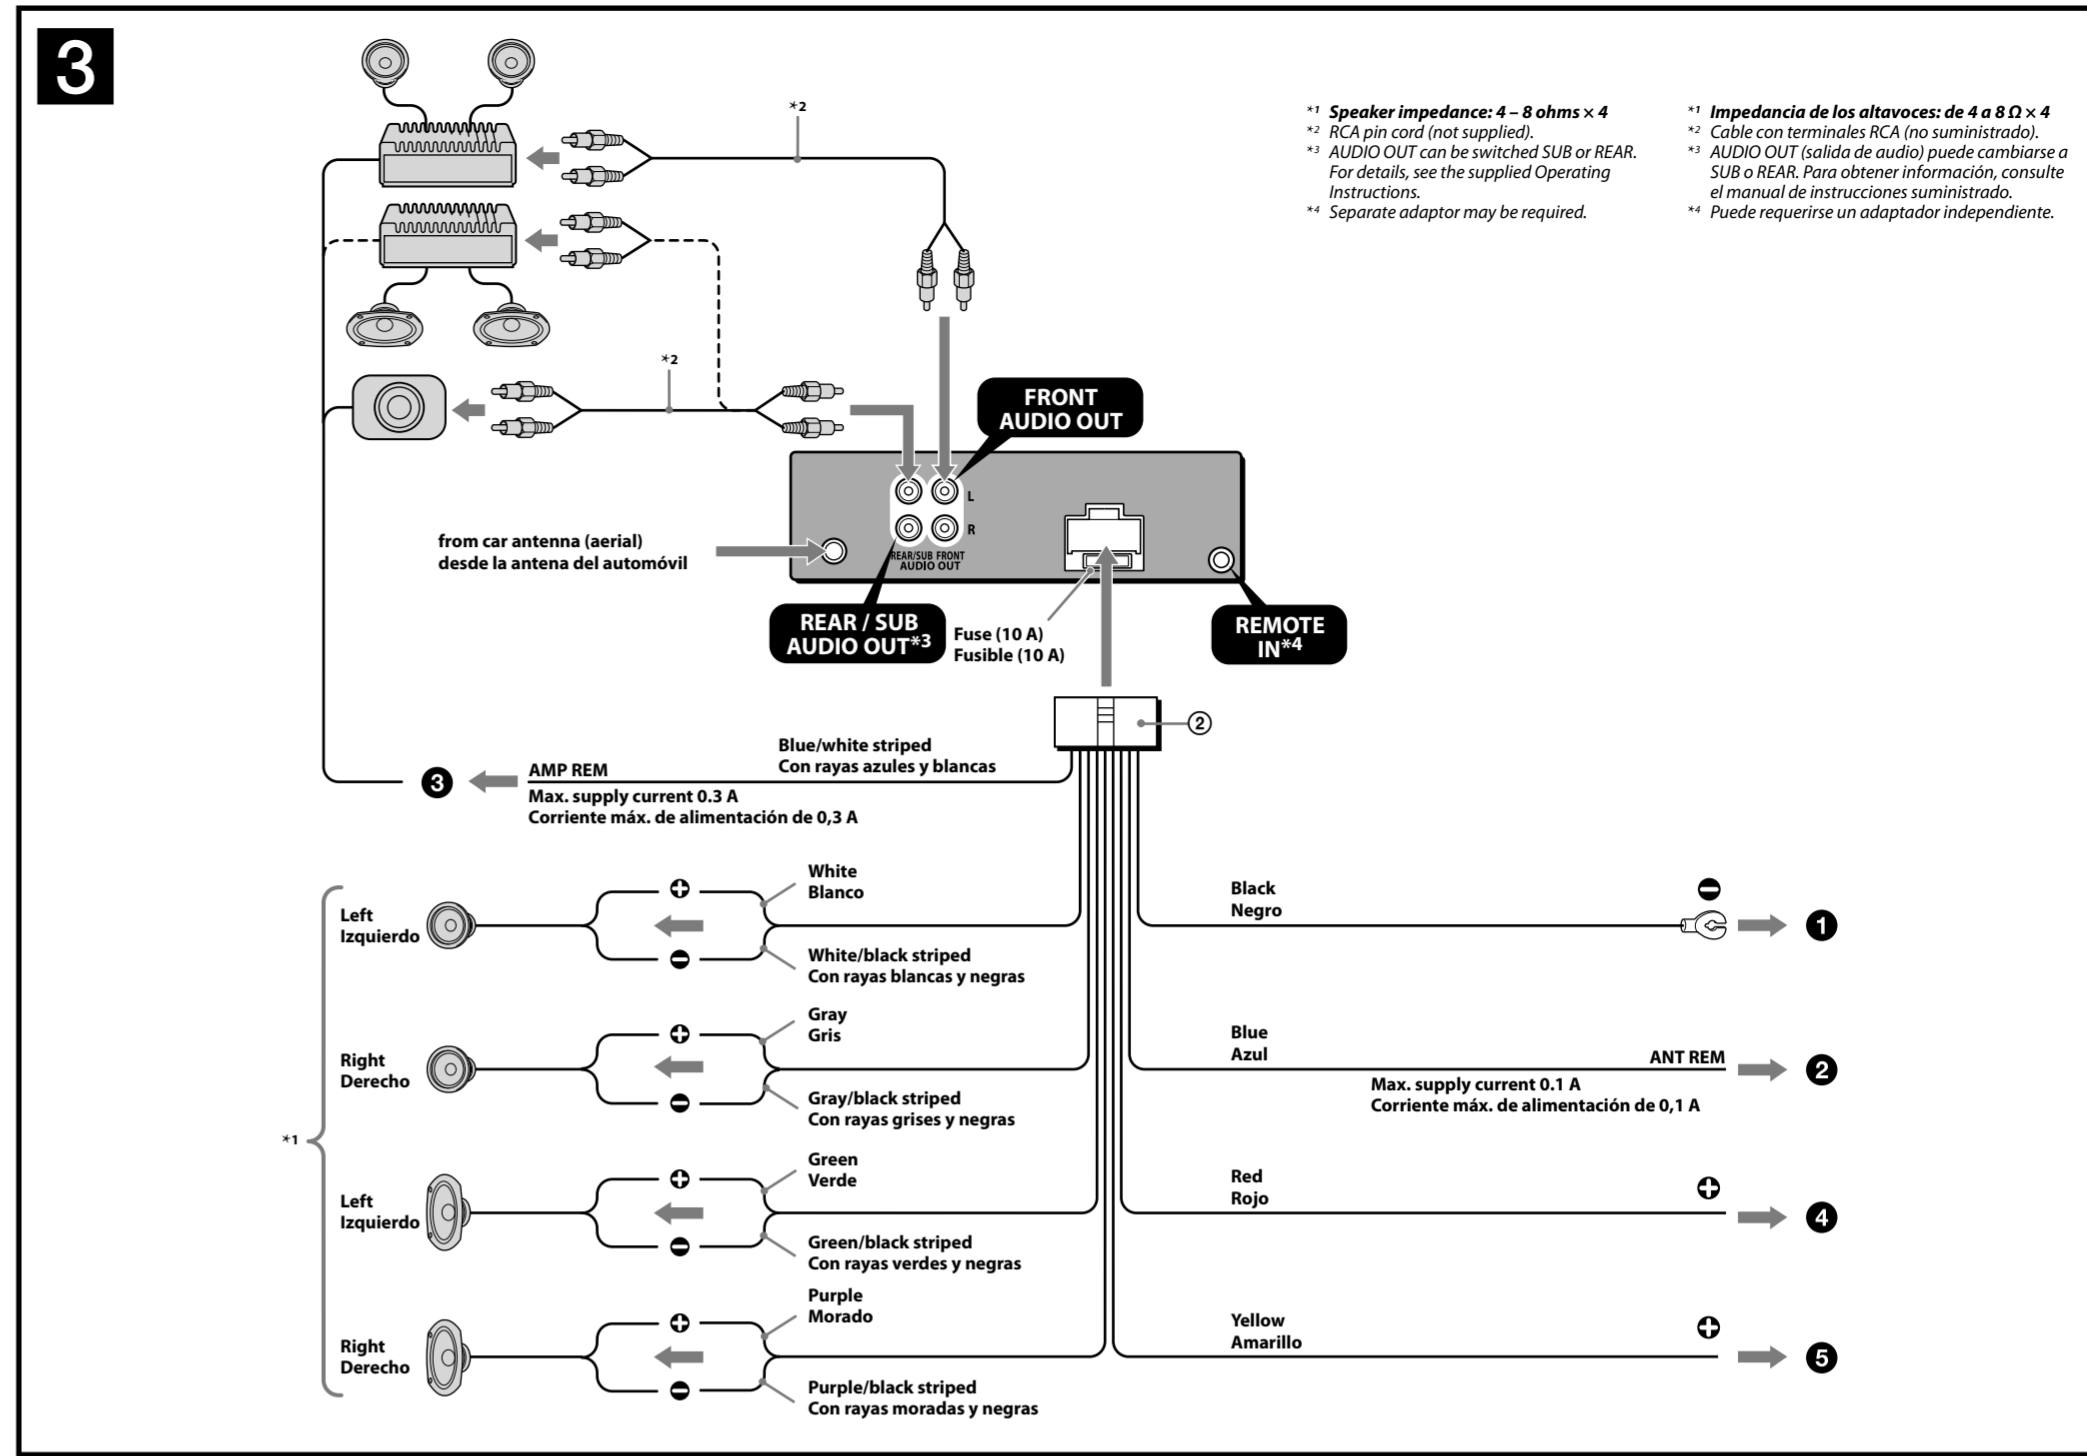 3
*2
*1 Speaker impedance: 4 – 8 ohms × 4
*2 RCA pin cord (not supplied).
*3 AUDIO OUT can be switched SUB or REAR.
For details, see the supplied Operating
Instructions.
*4 Separate adaptor may be required.
*1 Impedancia de los altavoces: de 4 a 8 Ω × 4
*2 Cable con terminales RCA (no suministrado).
*3 AUDIO OUT (salida de audio) puede cambiarse a
SUB o REAR. Para obtener información, consulte
el manual de instrucciones suministrado.
*4 Puede requerirse un adaptador independiente.
*2
FRONT
AUDIO OUT
L
R
REAR/SUB FRONT
AUDIO OUT
from car antenna (aerial)
desde la antena del automóvil
REAR / SUB
AUDIO OUT*3
Fuse (10 A)
Fusible (10 A)
REMOTE
IN*4
2
Blue/white striped
Con rayas azules y blancas
3
AMP REM
Max. supply current 0.3 A
Corriente máx. de alimentación de 0,3 A
*1
Left
Izquierdo
+
−
White
Blanco
White/black striped
Con rayas blancas y negras
Right
Derecho
+
−
Gray
Gris
Gray/black striped
Con rayas grises y negras
Left
Izquierdo
+
−
Green
Verde
Green/black striped
Con rayas verdes y negras
Right
Derecho
+
−
Purple
Morado
Purple/black striped
Con rayas moradas y negras
Black
Negro
−
1
Blue
Azul
ANT REM
2
Max. supply current 0.1 A
Corriente máx. de alimentación de 0,1 A
Red
Rojo
+
4
Yellow
Amarillo
+
5